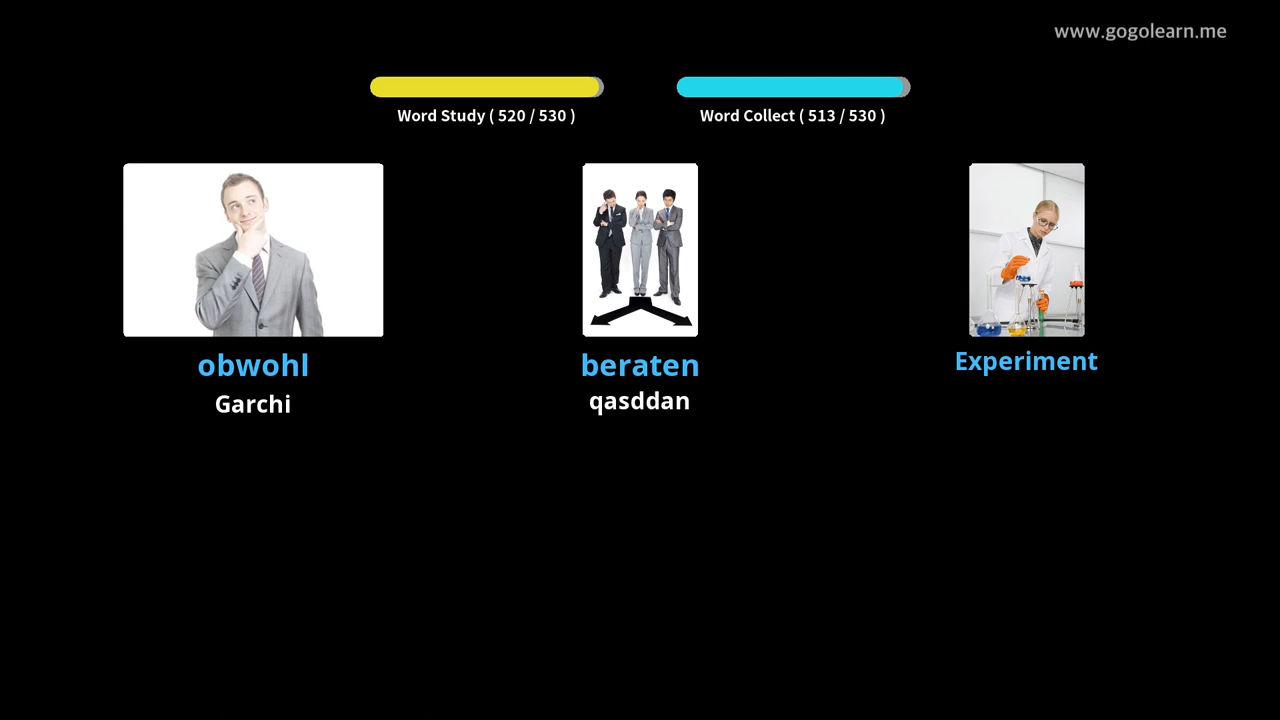 www.gogolearn.me
Word Study ( 520 / 530 )
Word Collect ( 513 / 530 )
obwohl
Garchi
beraten
qasddan
Experiment